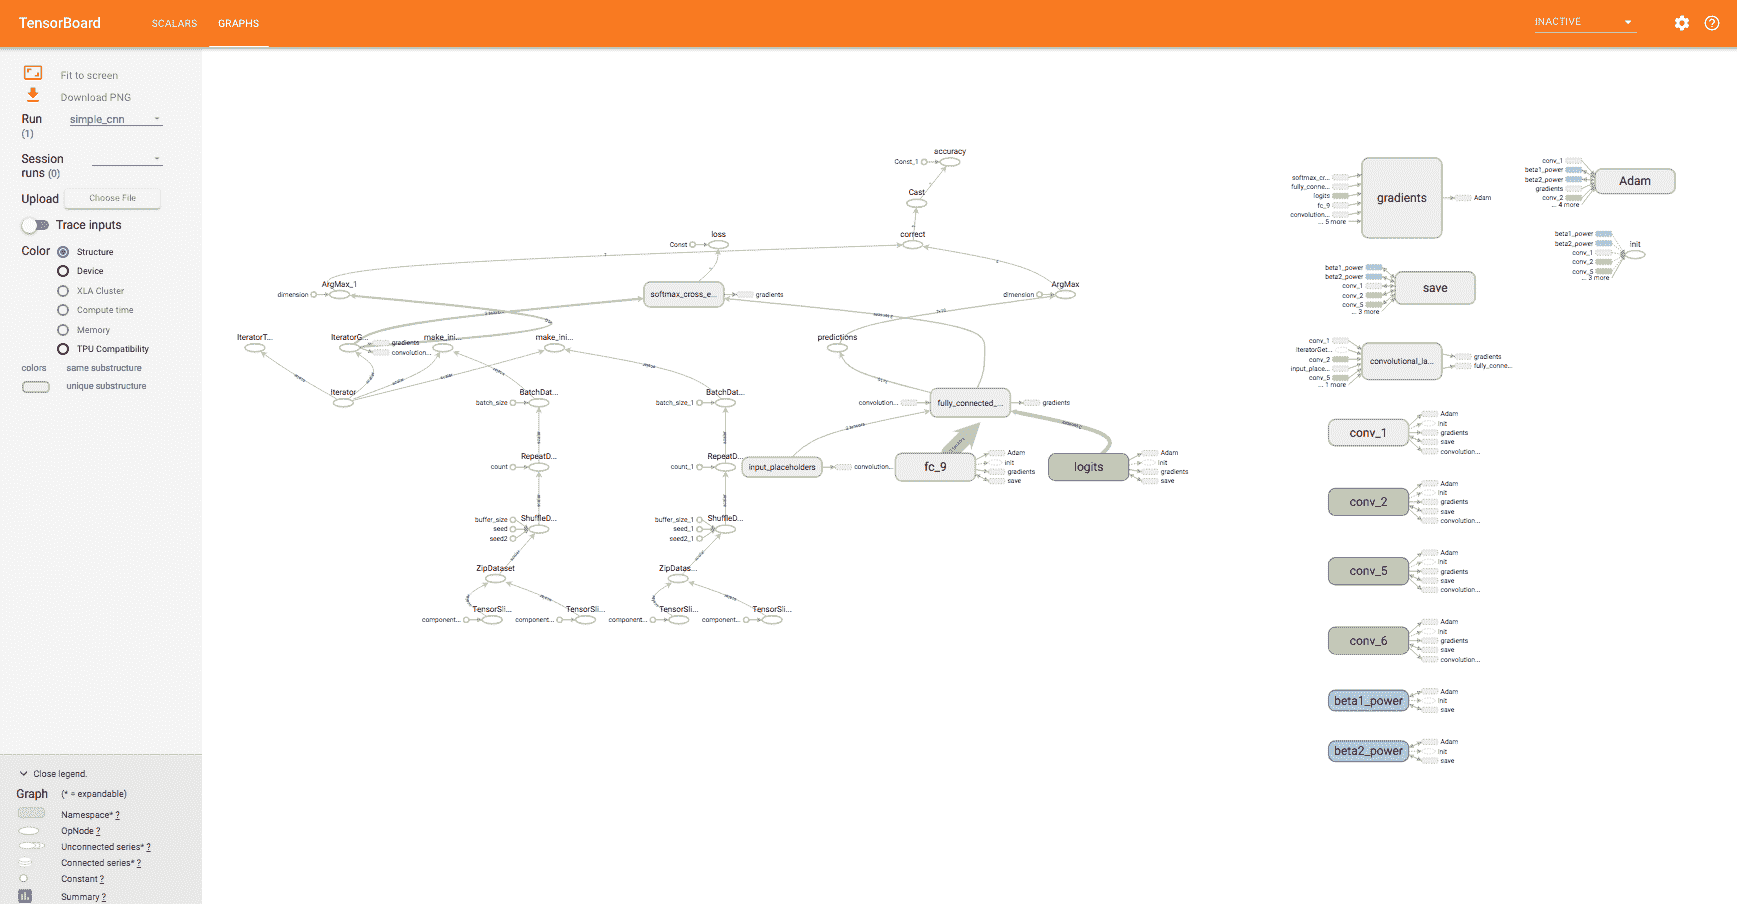 TensorBoard
SCALARS
GRAPHS
INACTIVE
Fit to screen
Download PNG
Run
(1)
simple_cnn
Session
runs (0)
Upload
Choose File
Trace inputs
Color
Structure
Device
XLA Cluster
Compute time
Memory
TPU Compatibility
colors
same substructure
unique substructure
Close legend.
Graph
(* = expandable)
Namespace* ?
OpNode ?
Unconnected series* ?
Connected series* ?
Constant ?
Summary ?
accuracy
Const_1
Cast
correct
loss
Const
ArgMax_1
dimension
softmax_cross_e...
gradients
dimension
ArgMax
IteratorT...
IteratorG...
gradients
convolution...
make_ini...
make_ini...
predictions
Iterator
batch_size
BatchDat...
batch_size_1
BatchDat...
convolution...
fully_connected_...
gradients
count
RepeatD...
count_1
RepeatD...
input_placeholders
convolution...
fc_9
Adam
init
gradients
save
logits
Adam
init
gradients
save
buffer_size
seed
seed2
ShuffleD...
buffer_size_1
seed_1
seed2_1
ShuffleD...
ZipDataset
ZipDatas...
component...
TensorSli...
component...
TensorSli...
component...
TensorSli...
component...
TensorSli...
softmax_cr...
fully_conne...
logits
fc_9
convolution...
... 5 more
gradients
Adam
conv_1
beta1_power
beta2_power
gradients
conv_2
... 4 more
Adam
beta1_power
beta2_power
conv_1
conv_2
conv_5
... 3 more
init
beta1_power
beta2_power
conv_1
conv_2
conv_5
... 3 more
save
conv_1
IteratorGet...
conv_2
input_place...
conv_5
... 1 more
convolutional_la...
gradients
fully_conne...
conv_1
Adam
init
gradients
save
convolution...
conv_2
Adam
init
gradients
save
convolution...
conv_5
Adam
init
gradients
save
convolution...
conv_6
Adam
init
gradients
save
convolution...
beta1_power
Adam
init
save
beta2_power
Adam
init
save